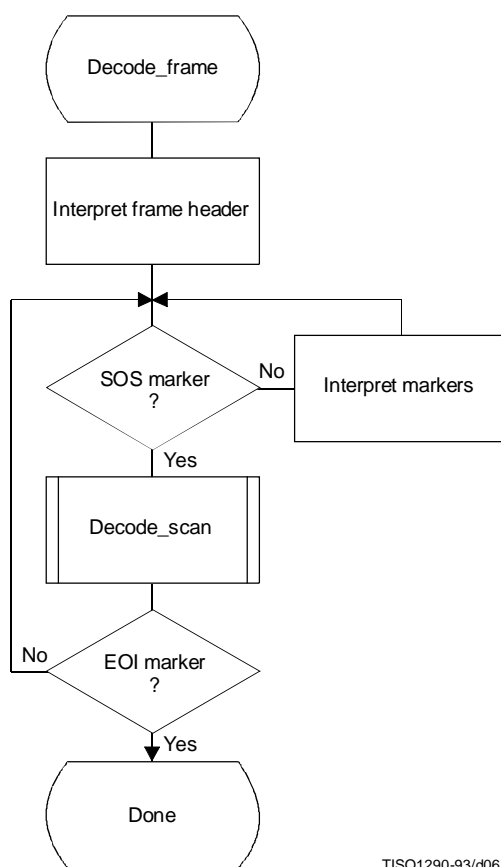 Decode_frame
Interpret frame header
SOS marker
?
No
Interpret markers
Yes
Decode_scan
No
EOI marker
?
Yes
Done
TISO1290-93/d06